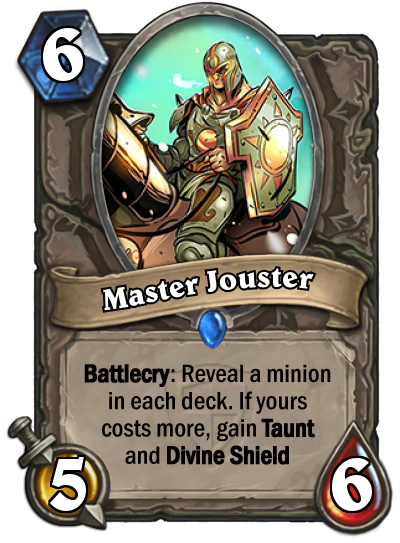 6
Master Jouster
Battlecry: Reveal a minion
in each deck. If yours
costs more, gain Taunt
and Divine Shield
5
6